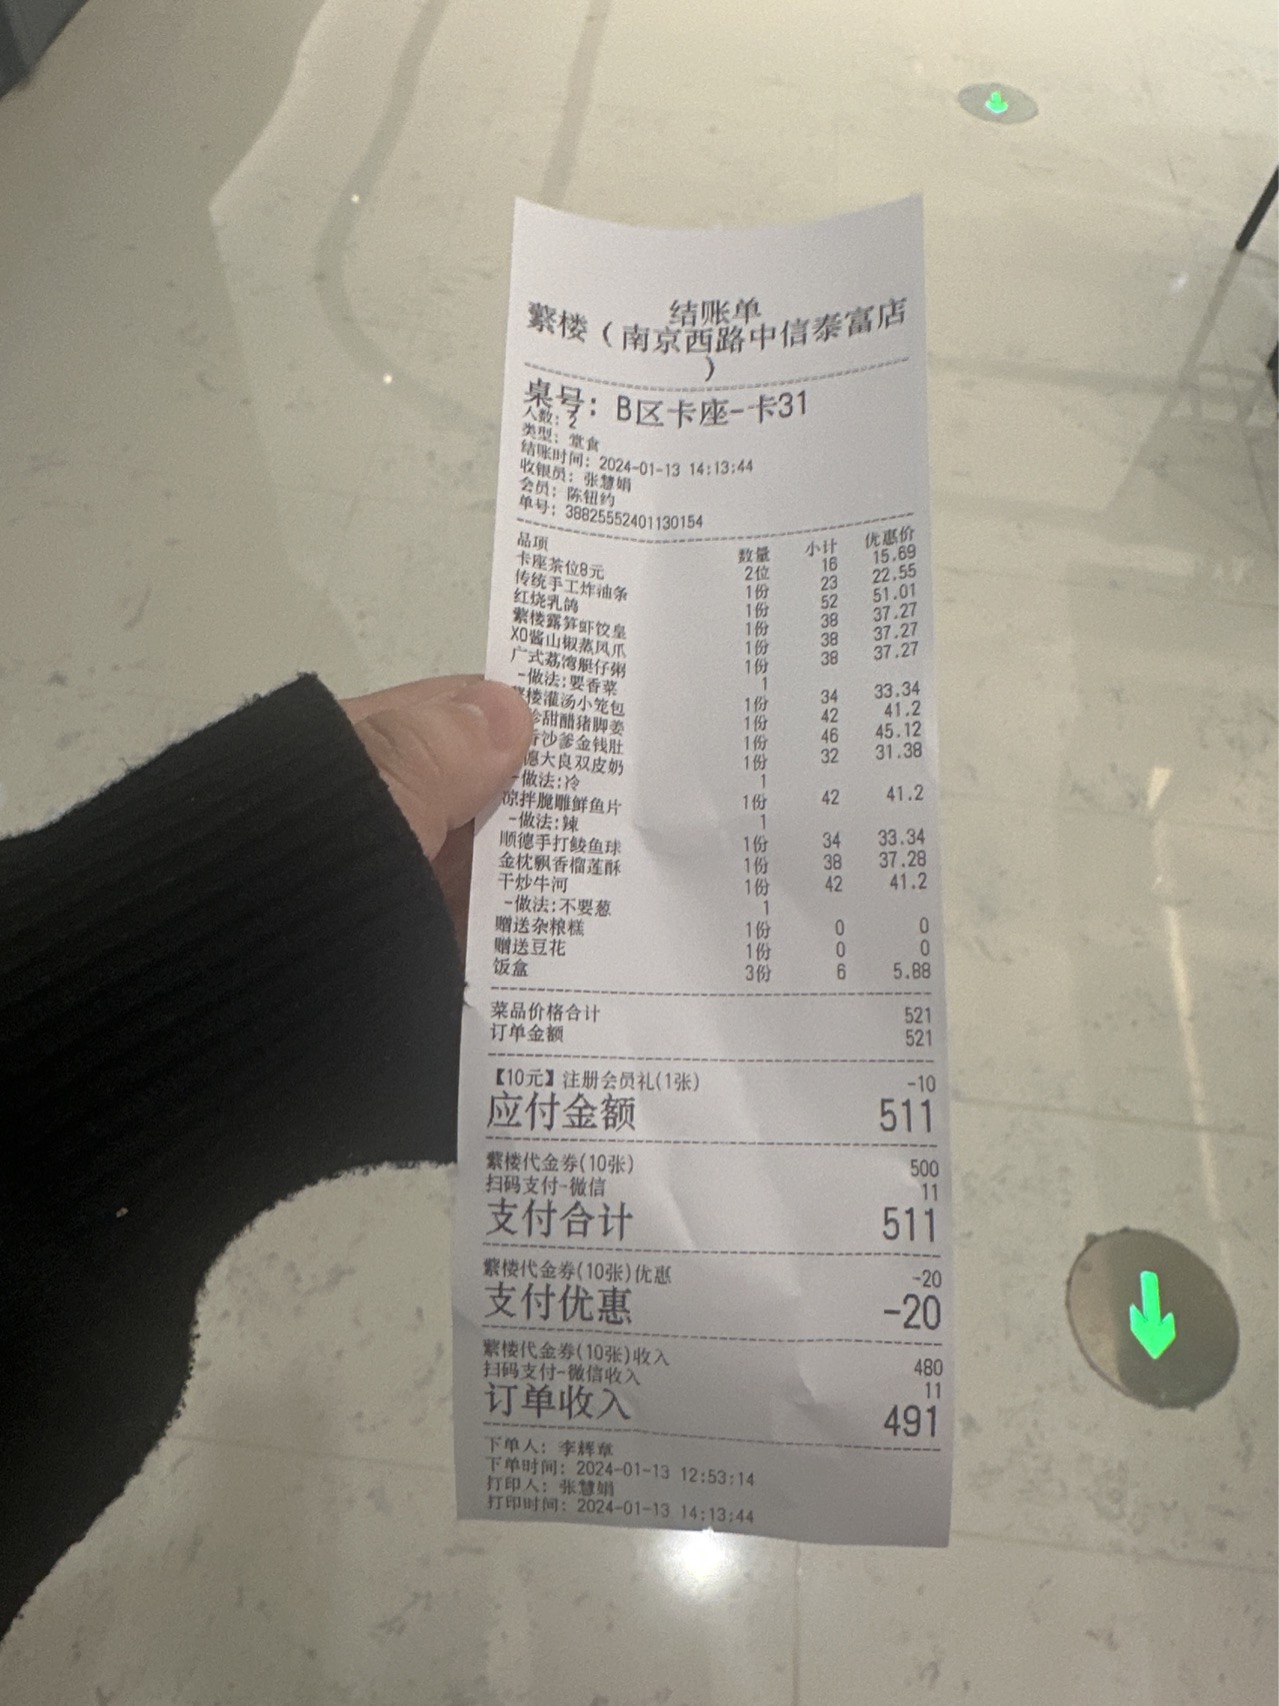 结账单
蘩楼（南京西路中信泰富店
）
桌号：B区卡座-卡31
人数：2
类型：堂食
结账时间：2024-01-13 14:13:44
收银员：张慧娟
会员：陈钮约
单号：38825552401130154
品项 数量 小计 优惠价
卡座茶位8元 2位 16 15.69
传统手工炸油条 1份 23 22.55
红烧乳鸽 1份 52 51.01
蘩楼露笋虾饺皇 1份 38 37.27
XO酱山椒蒸凤爪 1份 38 37.27
广式荔湾艇仔粥 1份 38 37.27
-做法:要香菜 1
楼灌汤小笼包 1份 34 33.34
甜醋猪脚姜 1份 42 41.2
沙爹金钱肚 1份 46 45.12
德大良双皮奶 1份 32 31.38
-做法:冷 1
凉拌脆雕鲜鱼片 1份 42 41.2
-做法:辣 1
顺德手打鲮鱼球 1份 34 33.34
金枕飘香榴莲酥 1份 38 37.28
干炒牛河 1份 42 41.2
-做法:不要葱 1
赠送杂粮糕 1份 0 0
赠送豆花 1份 0 0
饭盒 3份 6 5.88
菜品价格合计 521
订单金额 521
【10元】注册会员礼(1张) -10
应付金额 511
蘩楼代金券(10张) 500
扫码支付-微信 11
支付合计 511
蘩楼代金券(10张)优惠 -20
支付优惠 -20
蘩楼代金券(10张)收入 480
扫码支付-微信收入 11
订单收入 491
下单人：李辉章
下单时间：2024-01-13 12:53:14
打印人：张慧娟
打印时间：2024-01-13 14:13:44